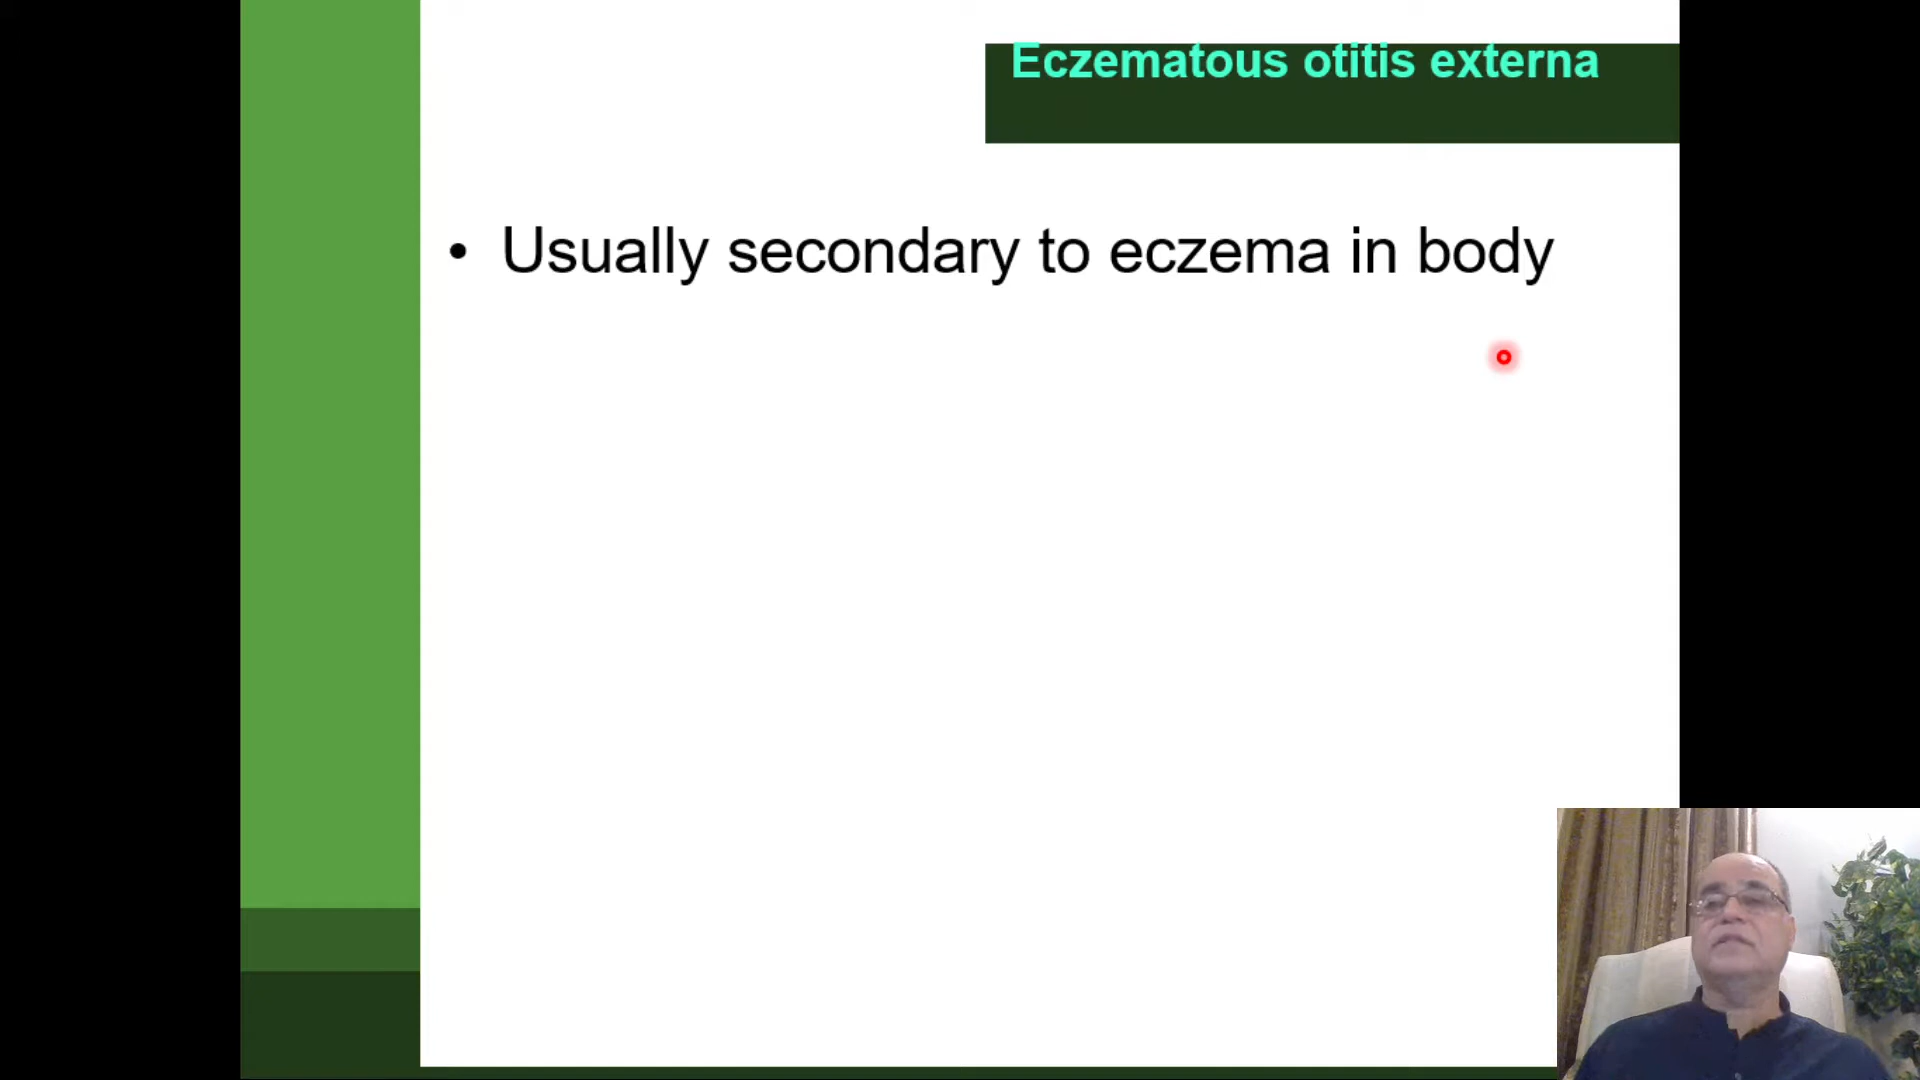 Eczematous otitis externa
• Usually secondary to eczema in body